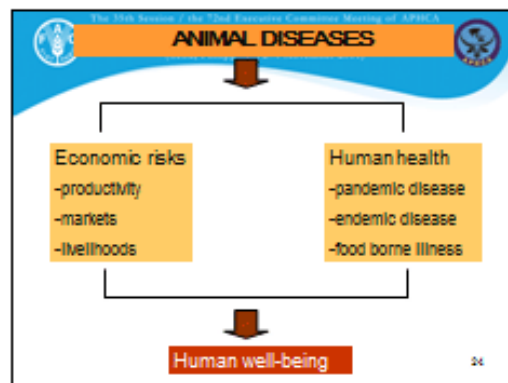 The 35th Session / the 72nd Executive Committee Meeting of APHCA
ANIMAL DISEASES
Economic risks
-productivity
-markets
-livelihoods
Human health
-pandemic disease
-endemic disease
-food borne illness
Human well-being